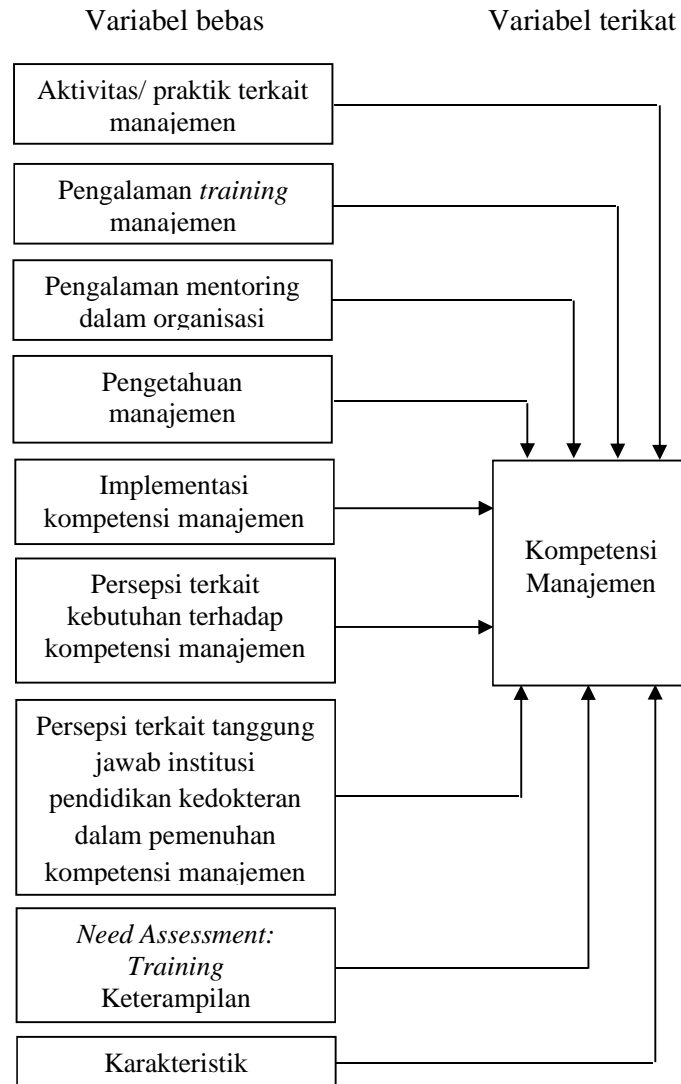 Variabel bebas
Variabel terikat
Aktivitas/ praktik terkait
manajemen
Pengalaman training
manajemen
Pengalaman mentoring
dalam organisasi
Pengetahuan
manajemen
Implementasi
kompetensi manajemen
Persepsi terkait
kebutuhan terhadap
kompetensi manajemen
Persepsi terkait tanggung
jawab institusi
pendidikan kedokteran
dalam pemenuhan
kompetensi manajemen
Need Assessment:
Training
Keterampilan
Karakteristik
Kompetensi
Manajemen